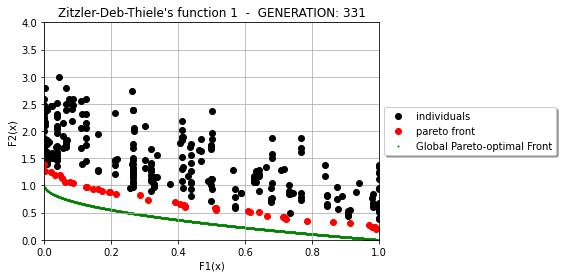 Zitzler-Deb-Thiele's function 1  -  GENERATION: 331
4.0
3.5
3.0
2.5
2.0
1.5
1.0
0.5
0.0
F2(x)
0.0 0.2 0.4 0.6 0.8 1.0
F1(x)
individuals
pareto front
Global Pareto-optimal Front